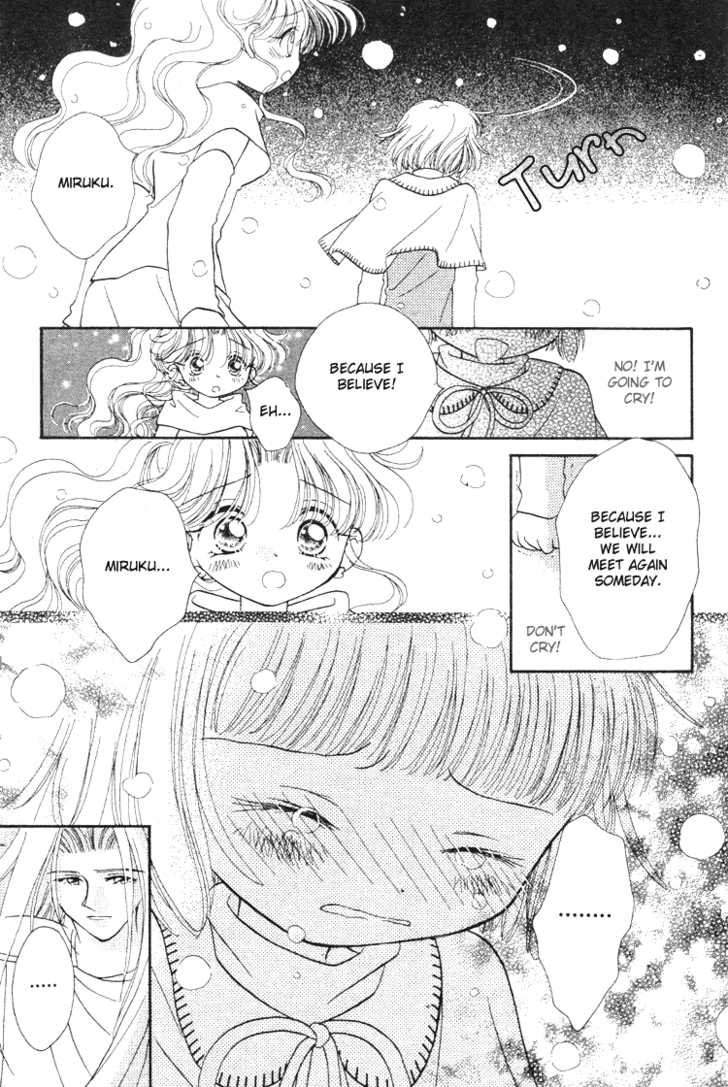 MIRUKU.
Turn
NO! I'M
GOING TO
CRY!
BECAUSE I
BELIEVE!
EH...
BECAUSE I
BELIEVE...
WE WILL
MEET AGAIN
SOMEDAY.
DON'T
CRY!
MIRUKU...
........
.....